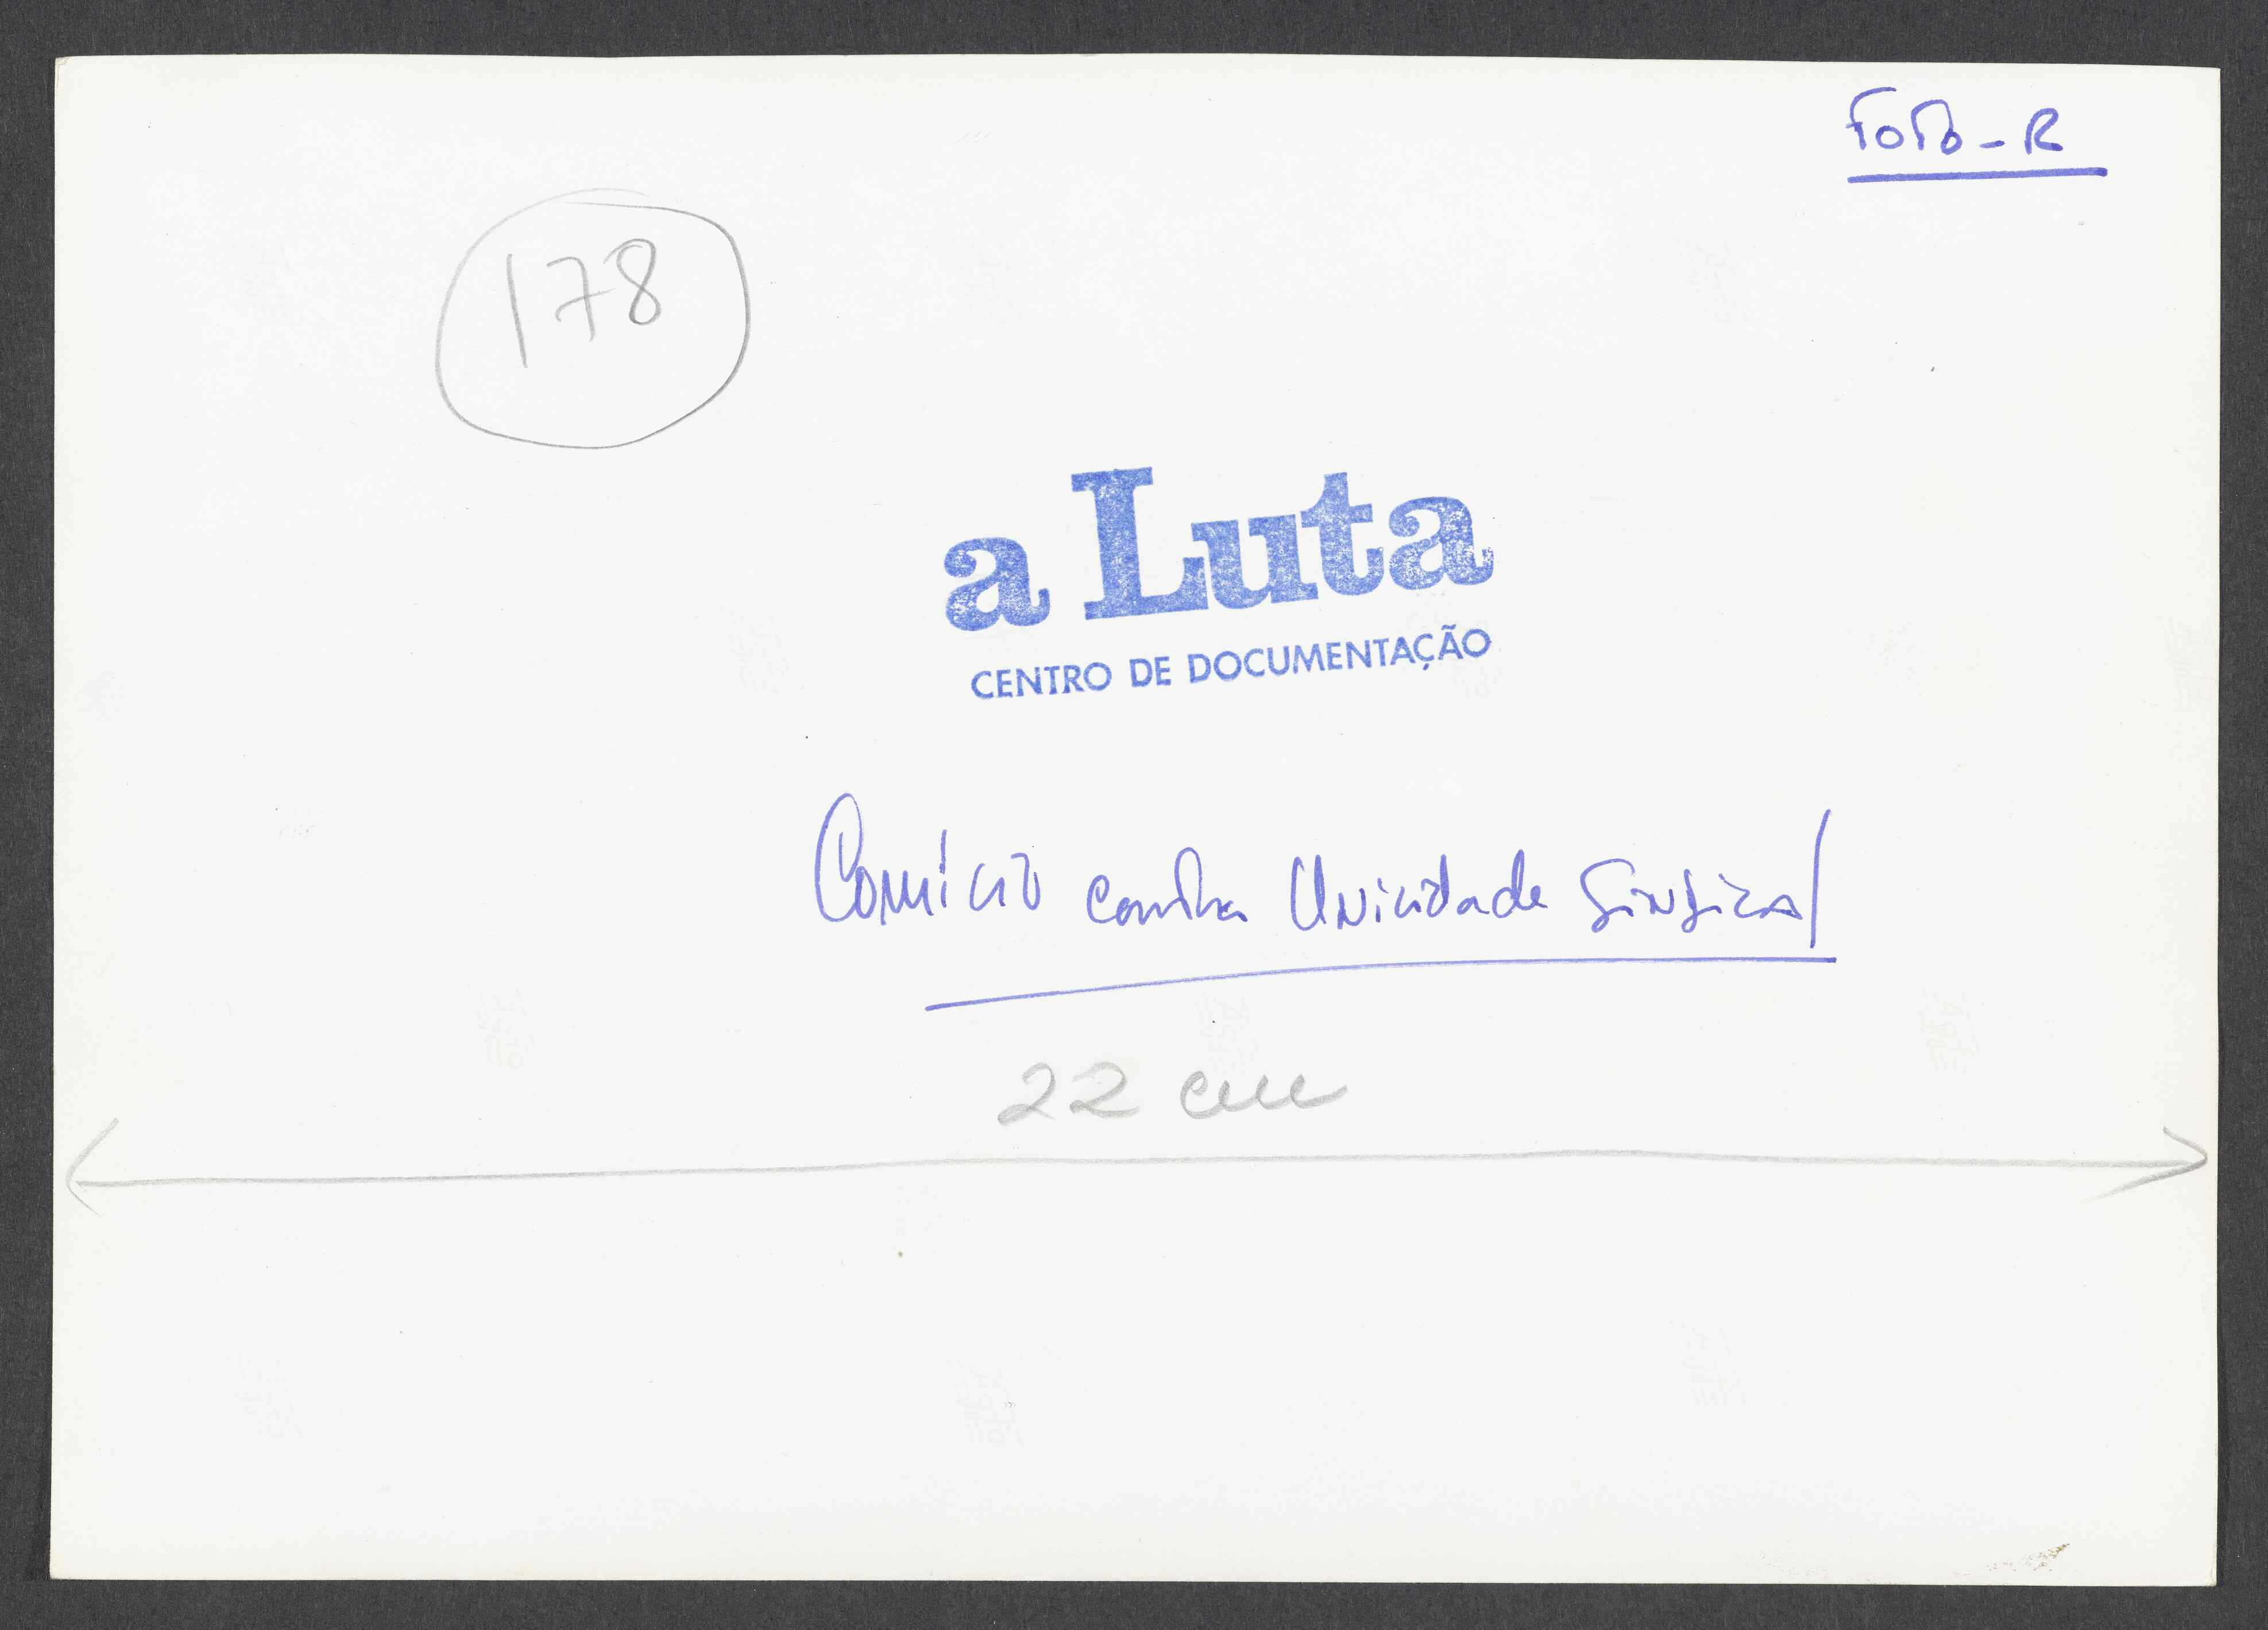 Foto - R
178
a Luta
CENTRO DE DOCUMENTAÇÃO
Comício contra Unicidade Sindical
22 cm